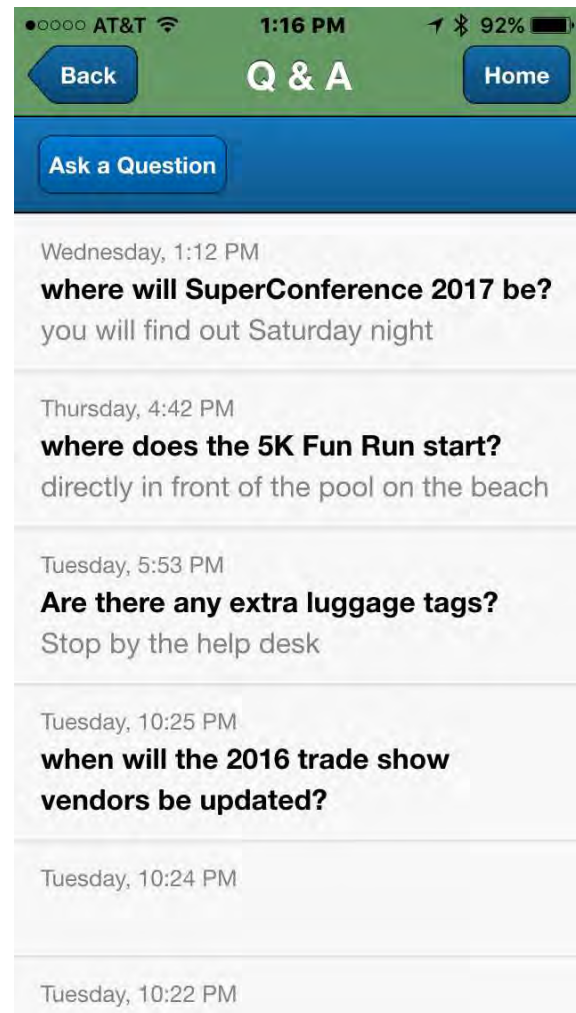 AT&T 1:16 PM 92%
Back Q & A Home
Ask a Question
Wednesday, 1:12 PM
where will SuperConference 2017 be?
you will find out Saturday night
Thursday, 4:42 PM
where does the 5K Fun Run start?
directly in front of the pool on the beach
Tuesday, 5:53 PM
Are there any extra luggage tags?
Stop by the help desk
Tuesday, 10:25 PM
when will the 2016 trade show
vendors be updated?
Tuesday, 10:24 PM
Tuesday, 10:22 PM